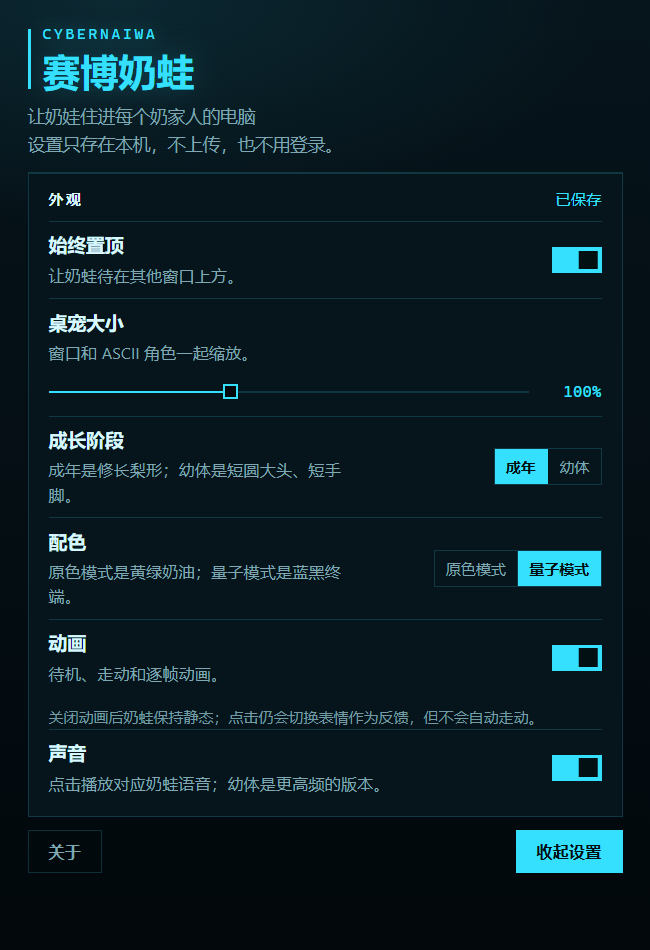 CYBERNAIWA
赛博奶蛙
让奶蛙住进每个奶家人的电脑
设置只存在本机，不上传，也不用登录。
外观
已保存
始终置顶
让奶蛙待在其他窗口上方。
桌宠大小
窗口和 ASCII 角色一起缩放。
100%
成长阶段
成年是修长梨形；幼体是短圆大头、短手
脚。
成年
幼体
配色
原色模式是黄绿奶油；量子模式是蓝黑终
端。
原色模式
量子模式
动画
待机、走动和逐帧动画。
关闭动画后奶蛙保持静态；点击仍会切换表情作为反馈，但不会自动走动。
声音
点击播放对应奶蛙语音；幼体是更高频的版本。
关于
收起设置